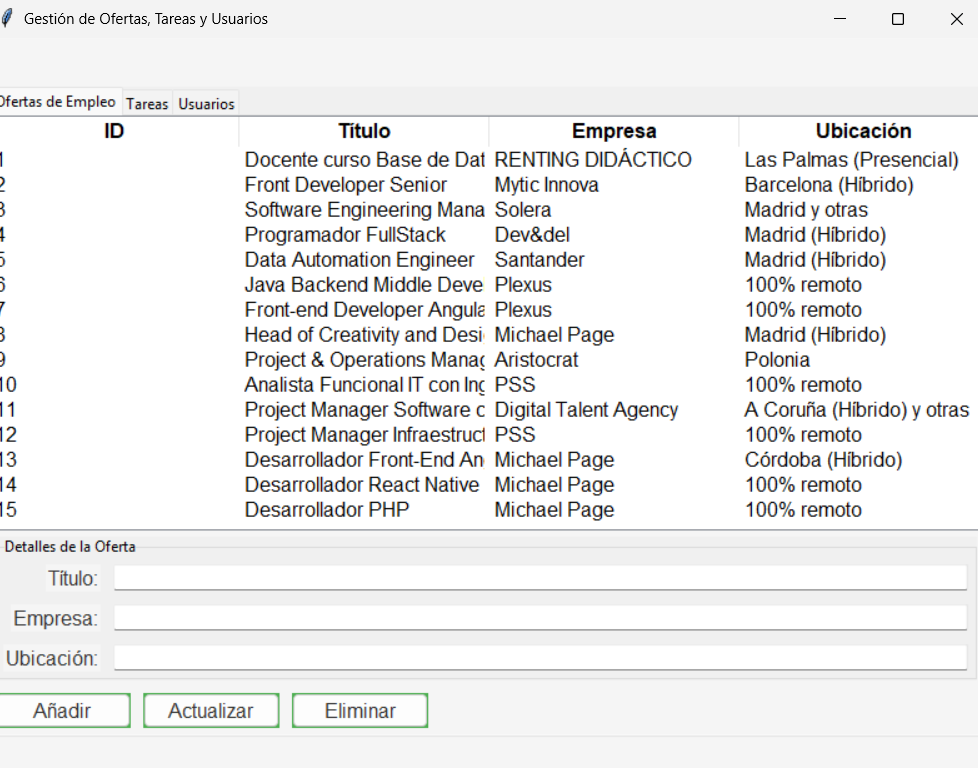 Gestión de Ofertas, Tareas y Usuarios
Ofertas de Empleo Tareas Usuarios
ID Título Empresa Ubicación
1 Docente curso Base de Dat RENTING DIDÁCTICO Las Palmas (Presencial)
2 Front Developer Senior Mytic Innova Barcelona (Híbrido)
3 Software Engineering Mana Solera Madrid y otras
4 Programador FullStack Dev&del Madrid (Híbrido)
5 Data Automation Engineer Santander Madrid (Híbrido)
6 Java Backend Middle Deve Plexus 100% remoto
7 Front-end Developer Angula Plexus 100% remoto
8 Head of Creativity and Desi Michael Page Madrid (Híbrido)
9 Project & Operations Manag Aristocrat Polonia
10 Analista Funcional IT con Ing PSS 100% remoto
11 Project Manager Software c Digital Talent Agency A Coruña (Híbrido) y otras
12 Project Manager Infraestruct PSS 100% remoto
13 Desarrollador Front-End An Michael Page Córdoba (Híbrido)
14 Desarrollador React Native Michael Page 100% remoto
15 Desarrollador PHP Michael Page 100% remoto
Detalles de la Oferta
Título:
Empresa:
Ubicación:
Añadir Actualizar Eliminar